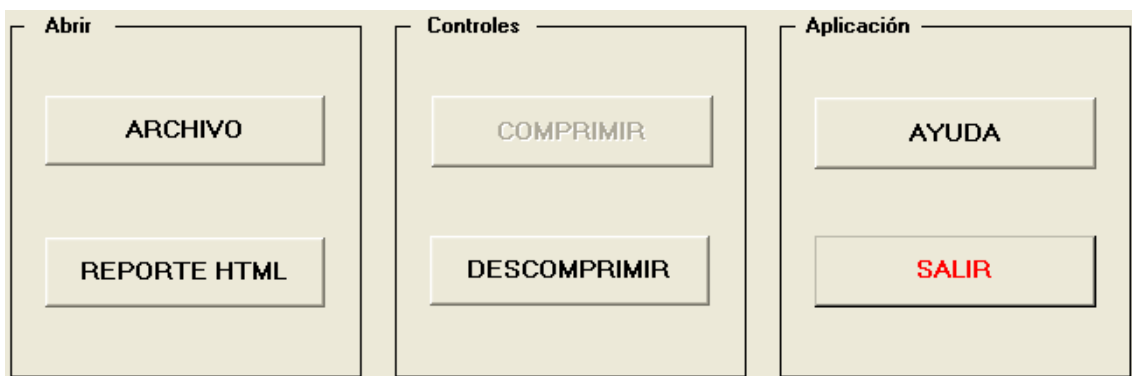 Abrir
ARCHIVO
REPORTE HTML
Controles
COMPRIMIR
DESCOMPRIMIR
Aplicación
AYUDA
SALIR